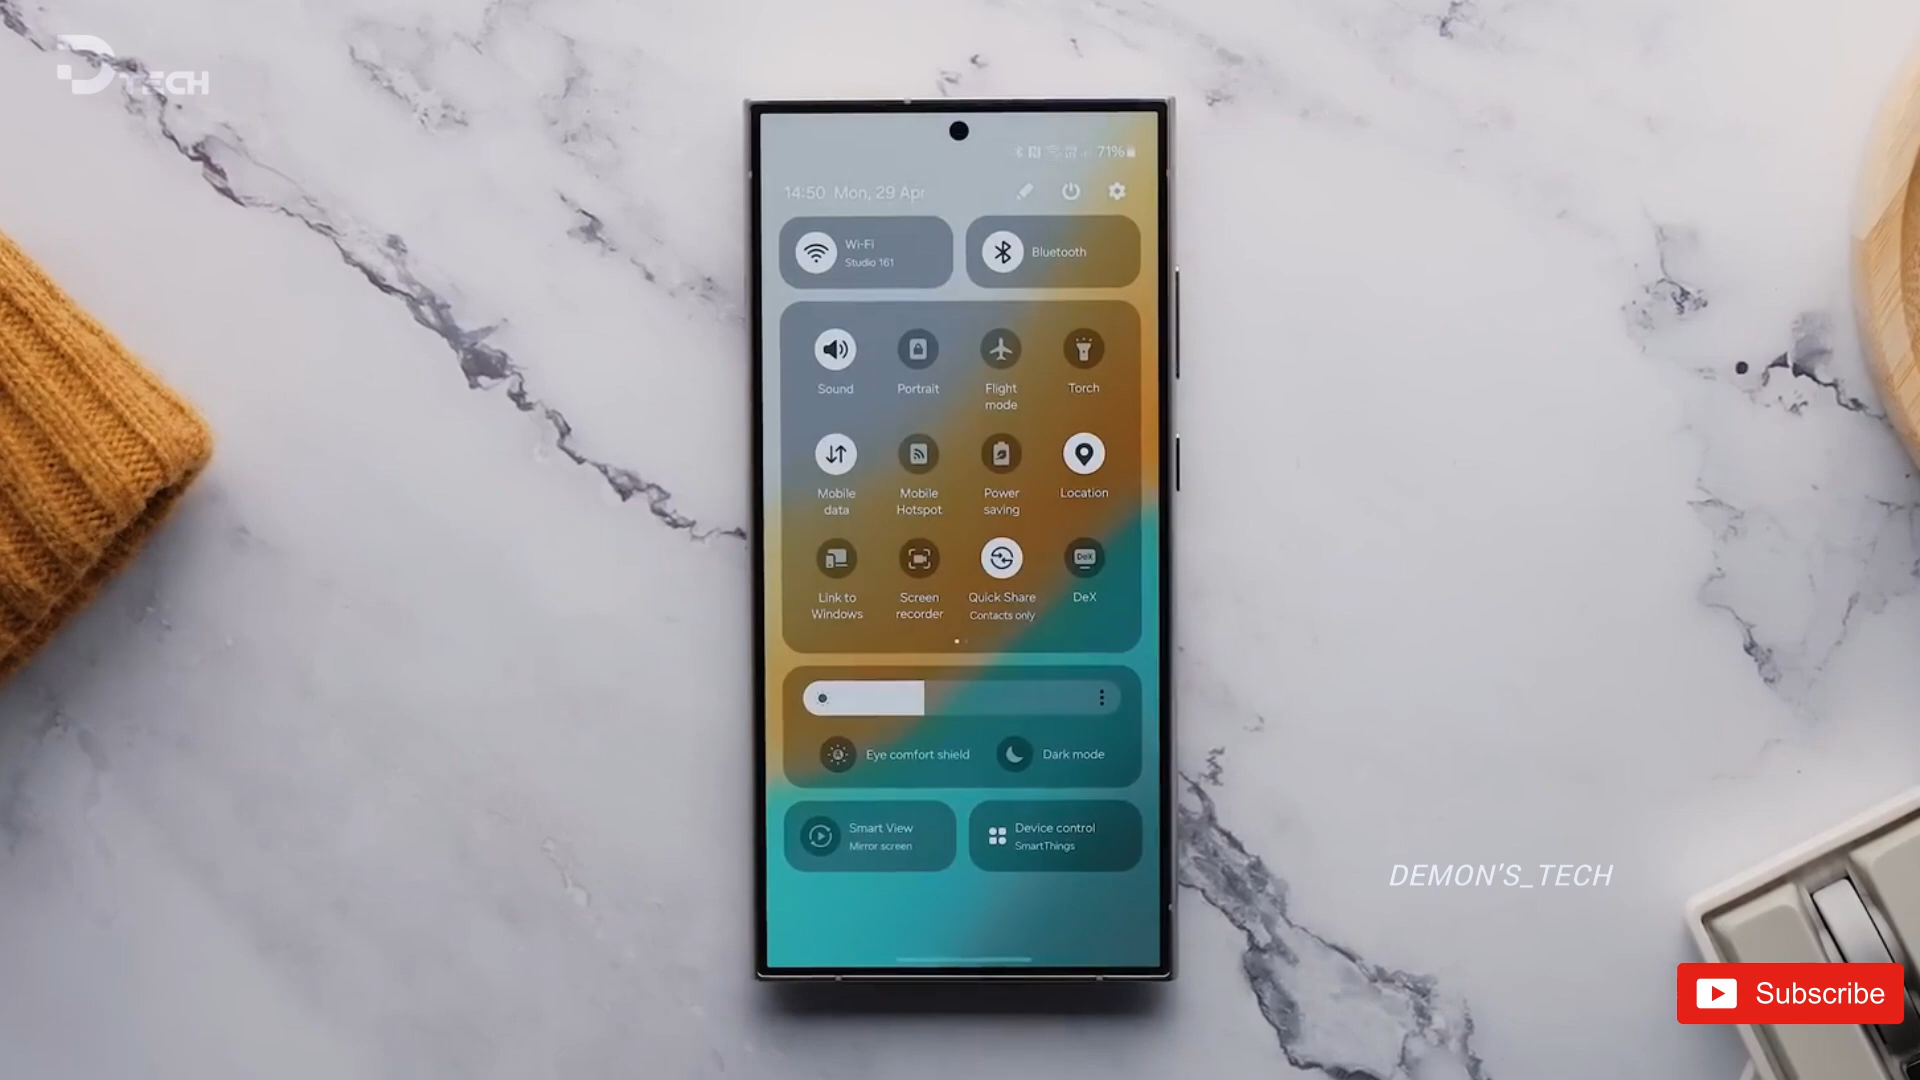 D TECH
71%
14:50 Mon, 29 Apr
Wi-Fi
Studio 161
Bluetooth
Sound
Portrait
Flight
mode
Torch
Mobile
data
Mobile
Hotspot
Power
saving
Location
DeX
Link to
Windows
Screen
recorder
Quick Share
Contacts only
DeX
Eye comfort shield
Dark mode
Smart View
Mirror screen
Device control
SmartThings
DEMON'S_TECH
Subscribe